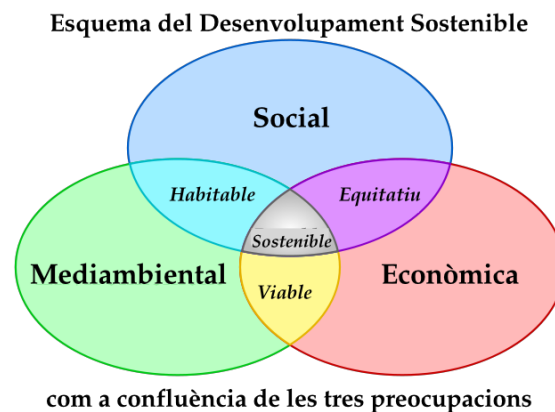 Esquema del Desenvolupament Sostenible
Social
Habitable
Equitatiu
Sostenible
Mediambiental
Econòmica
Viable
com a confluència de les tres preocupacions